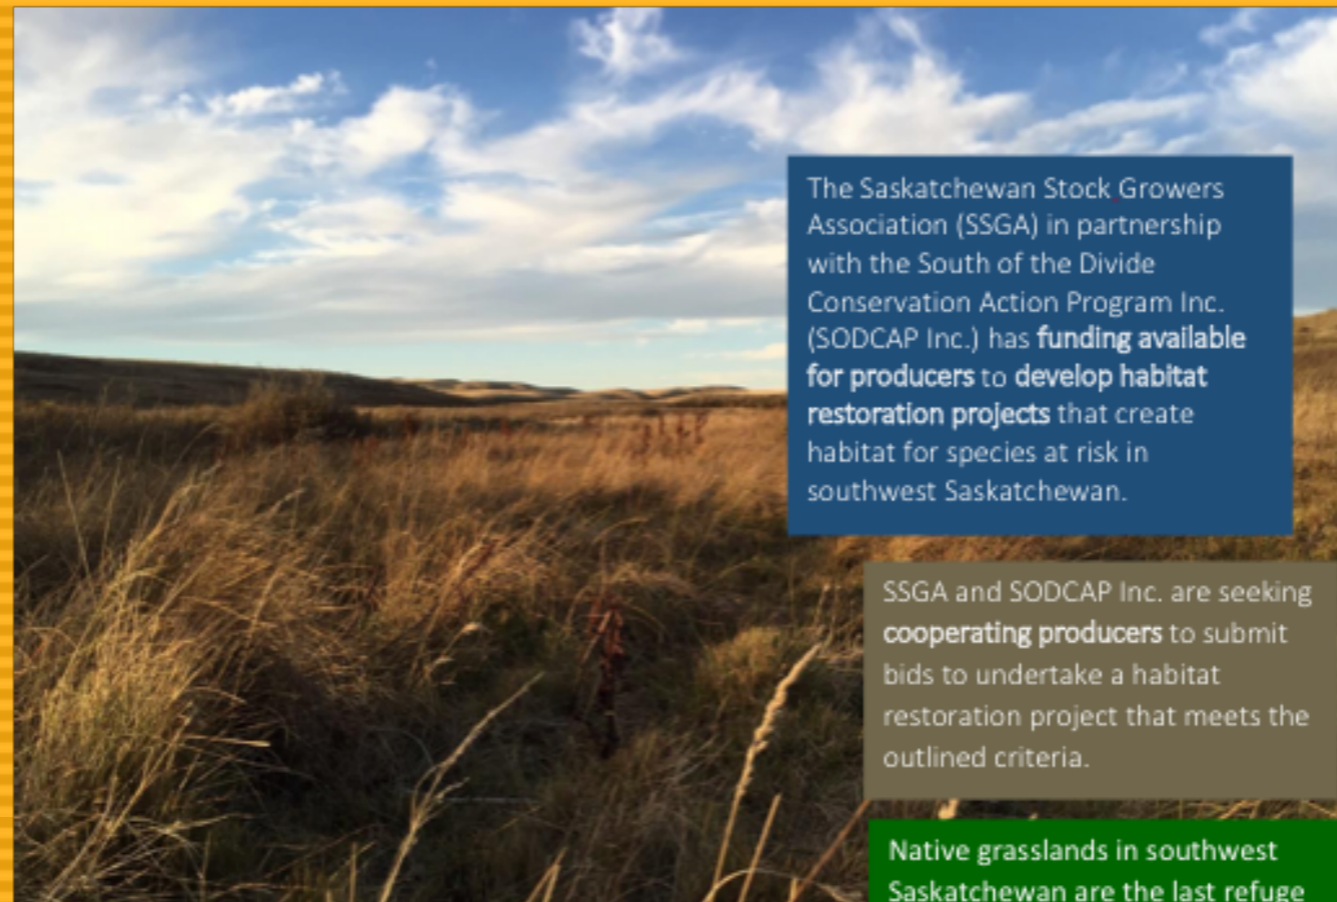 The Saskatchewan Stock Growers
Association (SSGA) in partnership
with the South of the Divide
Conservation Action Program Inc.
(SODCAP Inc.) has funding available
for producers to develop habitat
restoration projects that create
habitat for species at risk in
southwest Saskatchewan.
SSGA and SODCAP Inc. are seeking
cooperating producers to submit
bids to undertake a habitat
restoration project that meets the
outlined criteria.
Native grasslands in southwest
Saskatchewan are the last refuge